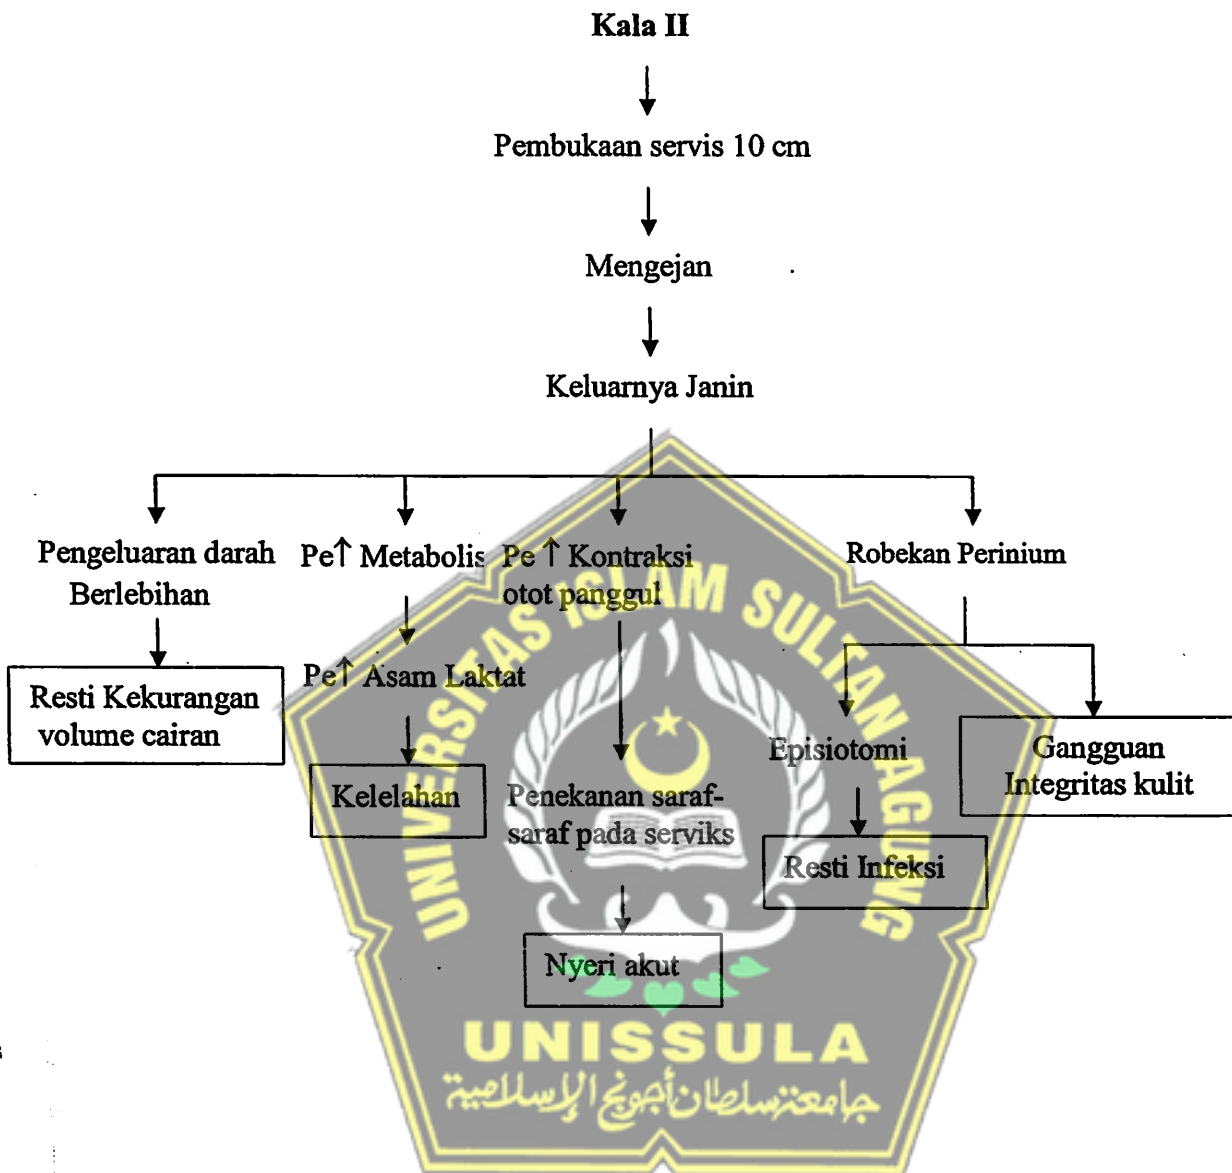 Kala II
Pembukaan servis 10 cm
Mengejan
Keluarnya Janin
Pengeluaran darah
Berlebihan
Pe↑ Metabolis
Pe ↑ Kontraksi
otot panggul
Robekan Perinium
Resti Kekurangan
volume cairan
Pe↑ Asam Laktat
Kelelahan
Penekanan saraf-
saraf pada serviks
Nyeri akut
Episiotomi
Resti Infeksi
Gangguan
Integritas kulit
UNIVERSITAS ISLAM SULTAN AGUNG
UNISSULA
جامعة سلطان أجونج الإسلامية